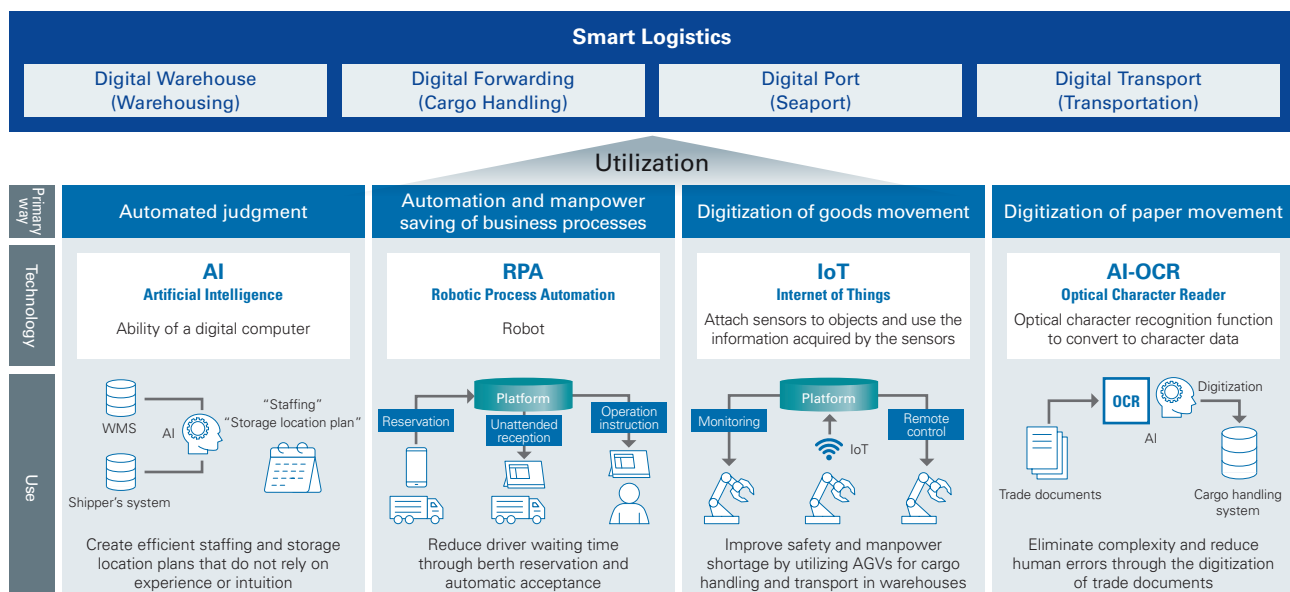 Smart Logistics
Digital Warehouse
(Warehousing)
Digital Forwarding
(Cargo Handling)
Digital Port
(Seaport)
Digital Transport
(Transportation)
Utilization
Primary
way
Automated judgment
Automation and manpower
saving of business processes
Digitization of goods movement
Digitization of paper movement
Technology
AI
Artificial Intelligence
Ability of a digital computer
RPA
Robotic Process Automation
Robot
IoT
Internet of Things
Attach sensors to objects and use the
information acquired by the sensors
AI-OCR
Optical Character Reader
Optical character recognition function
to convert to character data
Use
WMS
AI
Shipper's system
“Staffing”
“Storage location plan”
Create efficient staffing and storage
location plans that do not rely on
experience or intuition
Platform
Reservation
Unattended
reception
Operation
instruction
Reduce driver waiting time
through berth reservation and
automatic acceptance
Platform
Monitoring
IoT
Remote
control
Improve safety and manpower
shortage by utilizing AGVs for cargo
handling and transport in warehouses
OCR
AI
Digitization
Trade documents
Cargo handling
system
Eliminate complexity and reduce
human errors through the digitization
of trade documents